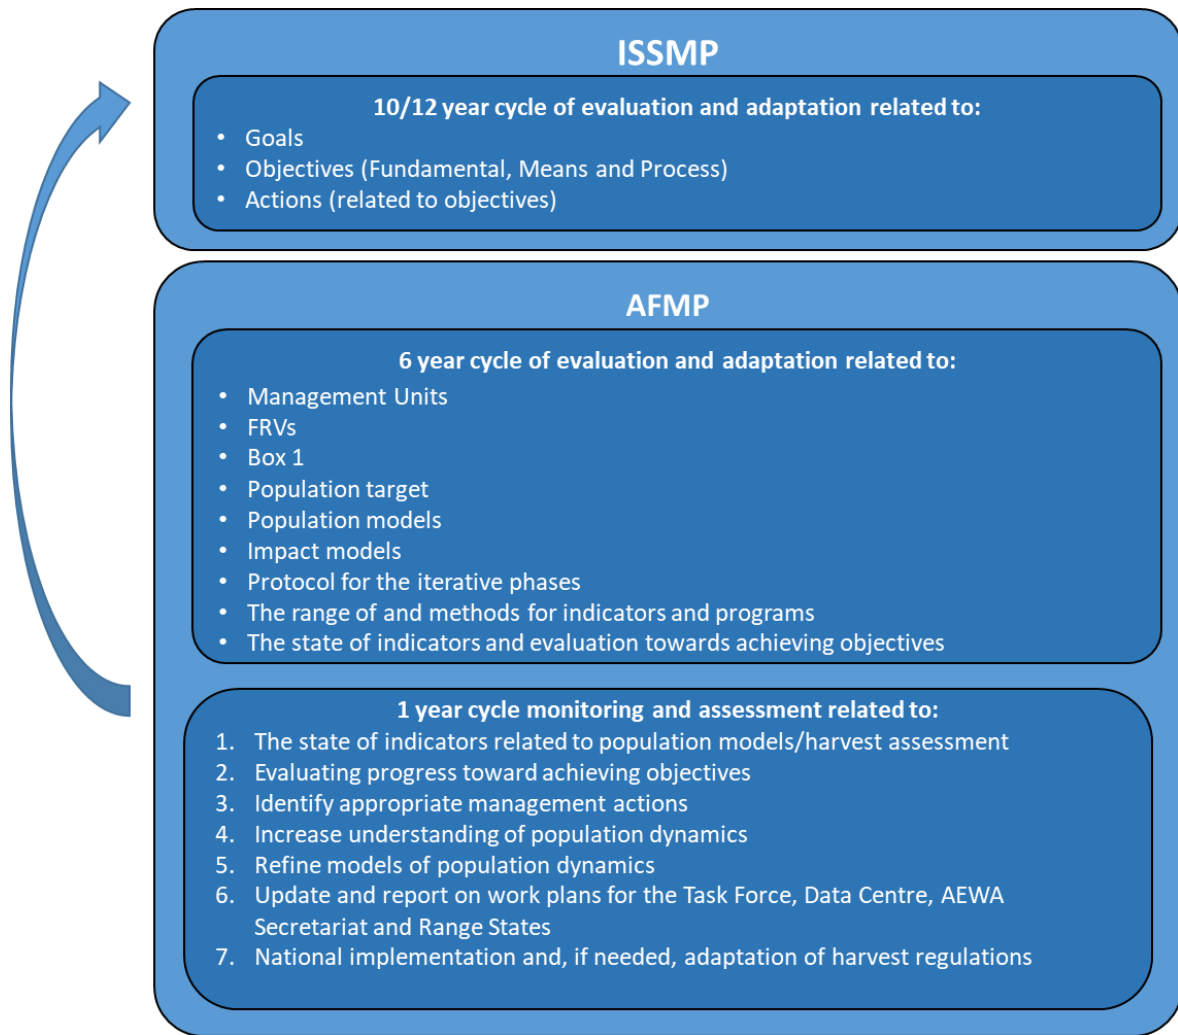 ISSMP
10/12 year cycle of evaluation and adaptation related to:
• Goals
• Objectives (Fundamental, Means and Process)
• Actions (related to objectives)
AFMP
6 year cycle of evaluation and adaptation related to:
• Management Units
• FRVs
• Box 1
• Population target
• Population models
• Impact models
• Protocol for the iterative phases
• The range of and methods for indicators and programs
• The state of indicators and evaluation towards achieving objectives
1 year cycle monitoring and assessment related to:
1. The state of indicators related to population models/harvest assessment
2. Evaluating progress toward achieving objectives
3. Identify appropriate management actions
4. Increase understanding of population dynamics
5. Refine models of population dynamics
6. Update and report on work plans for the Task Force, Data Centre, AEWA
Secretariat and Range States
7. National implementation and, if needed, adaptation of harvest regulations